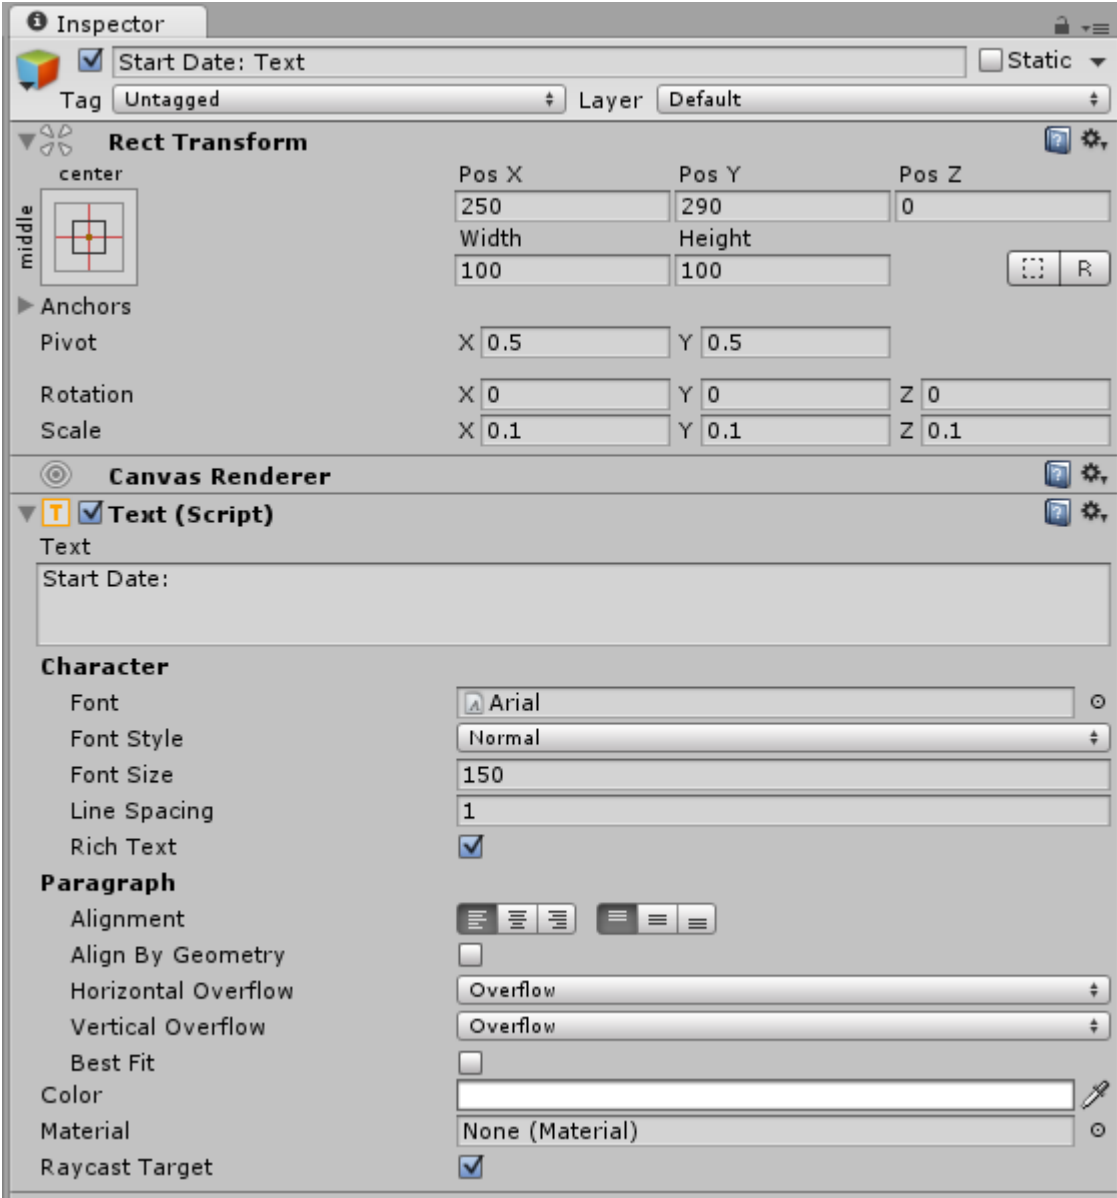 Inspector
Start Date: Text Static
Tag Untagged Layer Default
Rect Transform
center Pos X Pos Y Pos Z
middle 250 290 0
Width Height
100 100 R
Anchors
Pivot X 0.5 Y 0.5
Rotation X 0 Y 0 Z 0
Scale X 0.1 Y 0.1 Z 0.1
Canvas Renderer
T Text (Script)
Text
Start Date:
Character
Font Arial
Font Style Normal
Font Size 150
Line Spacing 1
Rich Text
Paragraph
Alignment
Align By Geometry
Horizontal Overflow Overflow
Vertical Overflow Overflow
Best Fit
Color
Material None (Material)
Raycast Target